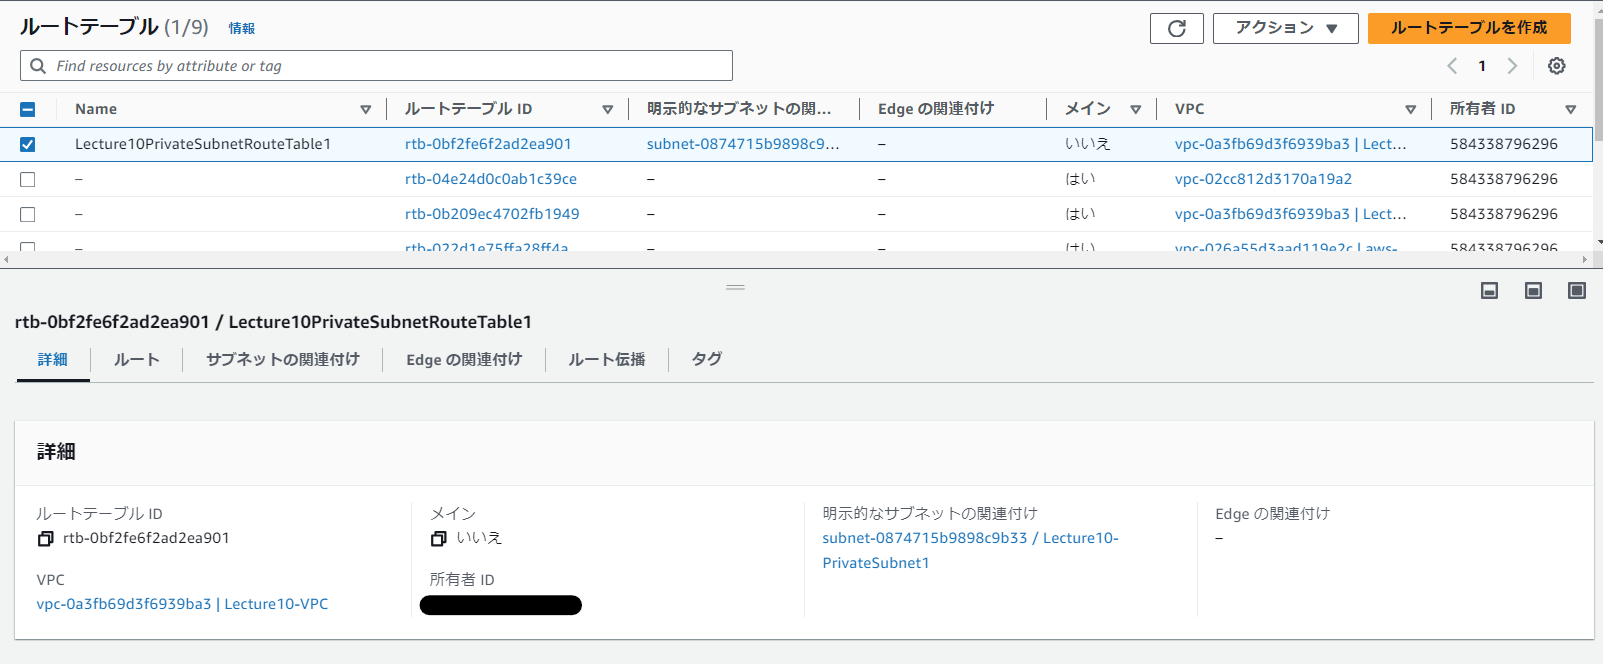 ルートテーブル (1/9) 情報
アクション ▼
ルートテーブルを作成
Find resources by attribute or tag
1
Name ルートテーブル ID 明示的なサブネットの関... Edge の関連付け メイン VPC 所有者 ID
Lecture10PrivateSubnetRouteTable1 rtb-0bf2fe6f2ad2ea901 subnet-0874715b9898c9... – いいえ vpc-0a3fb69d3f6939ba3 | Lect... 584338796296
– rtb-04e24d0c0ab1c39ce – – はい vpc-02cc812d3170a19a2 584338796296
– rtb-0b209ec4702fb1949 – – はい vpc-0a3fb69d3f6939ba3 | Lect... 584338796296
– rtb-022d1e75ffa28ff4a – – はい vpc-026a55d3aad119e2c | aws- 584338796296
rtb-0bf2fe6f2ad2ea901 / Lecture10PrivateSubnetRouteTable1
詳細 ルート サブネットの関連付け Edge の関連付け ルート伝播 タグ
詳細
ルートテーブル ID
rtb-0bf2fe6f2ad2ea901
VPC
vpc-0a3fb69d3f6939ba3 | Lecture10-VPC
メイン
いいえ
所有者 ID
明示的なサブネットの関連付け
subnet-0874715b9898c9b33 / Lecture10-
PrivateSubnet1
Edge の関連付け
–